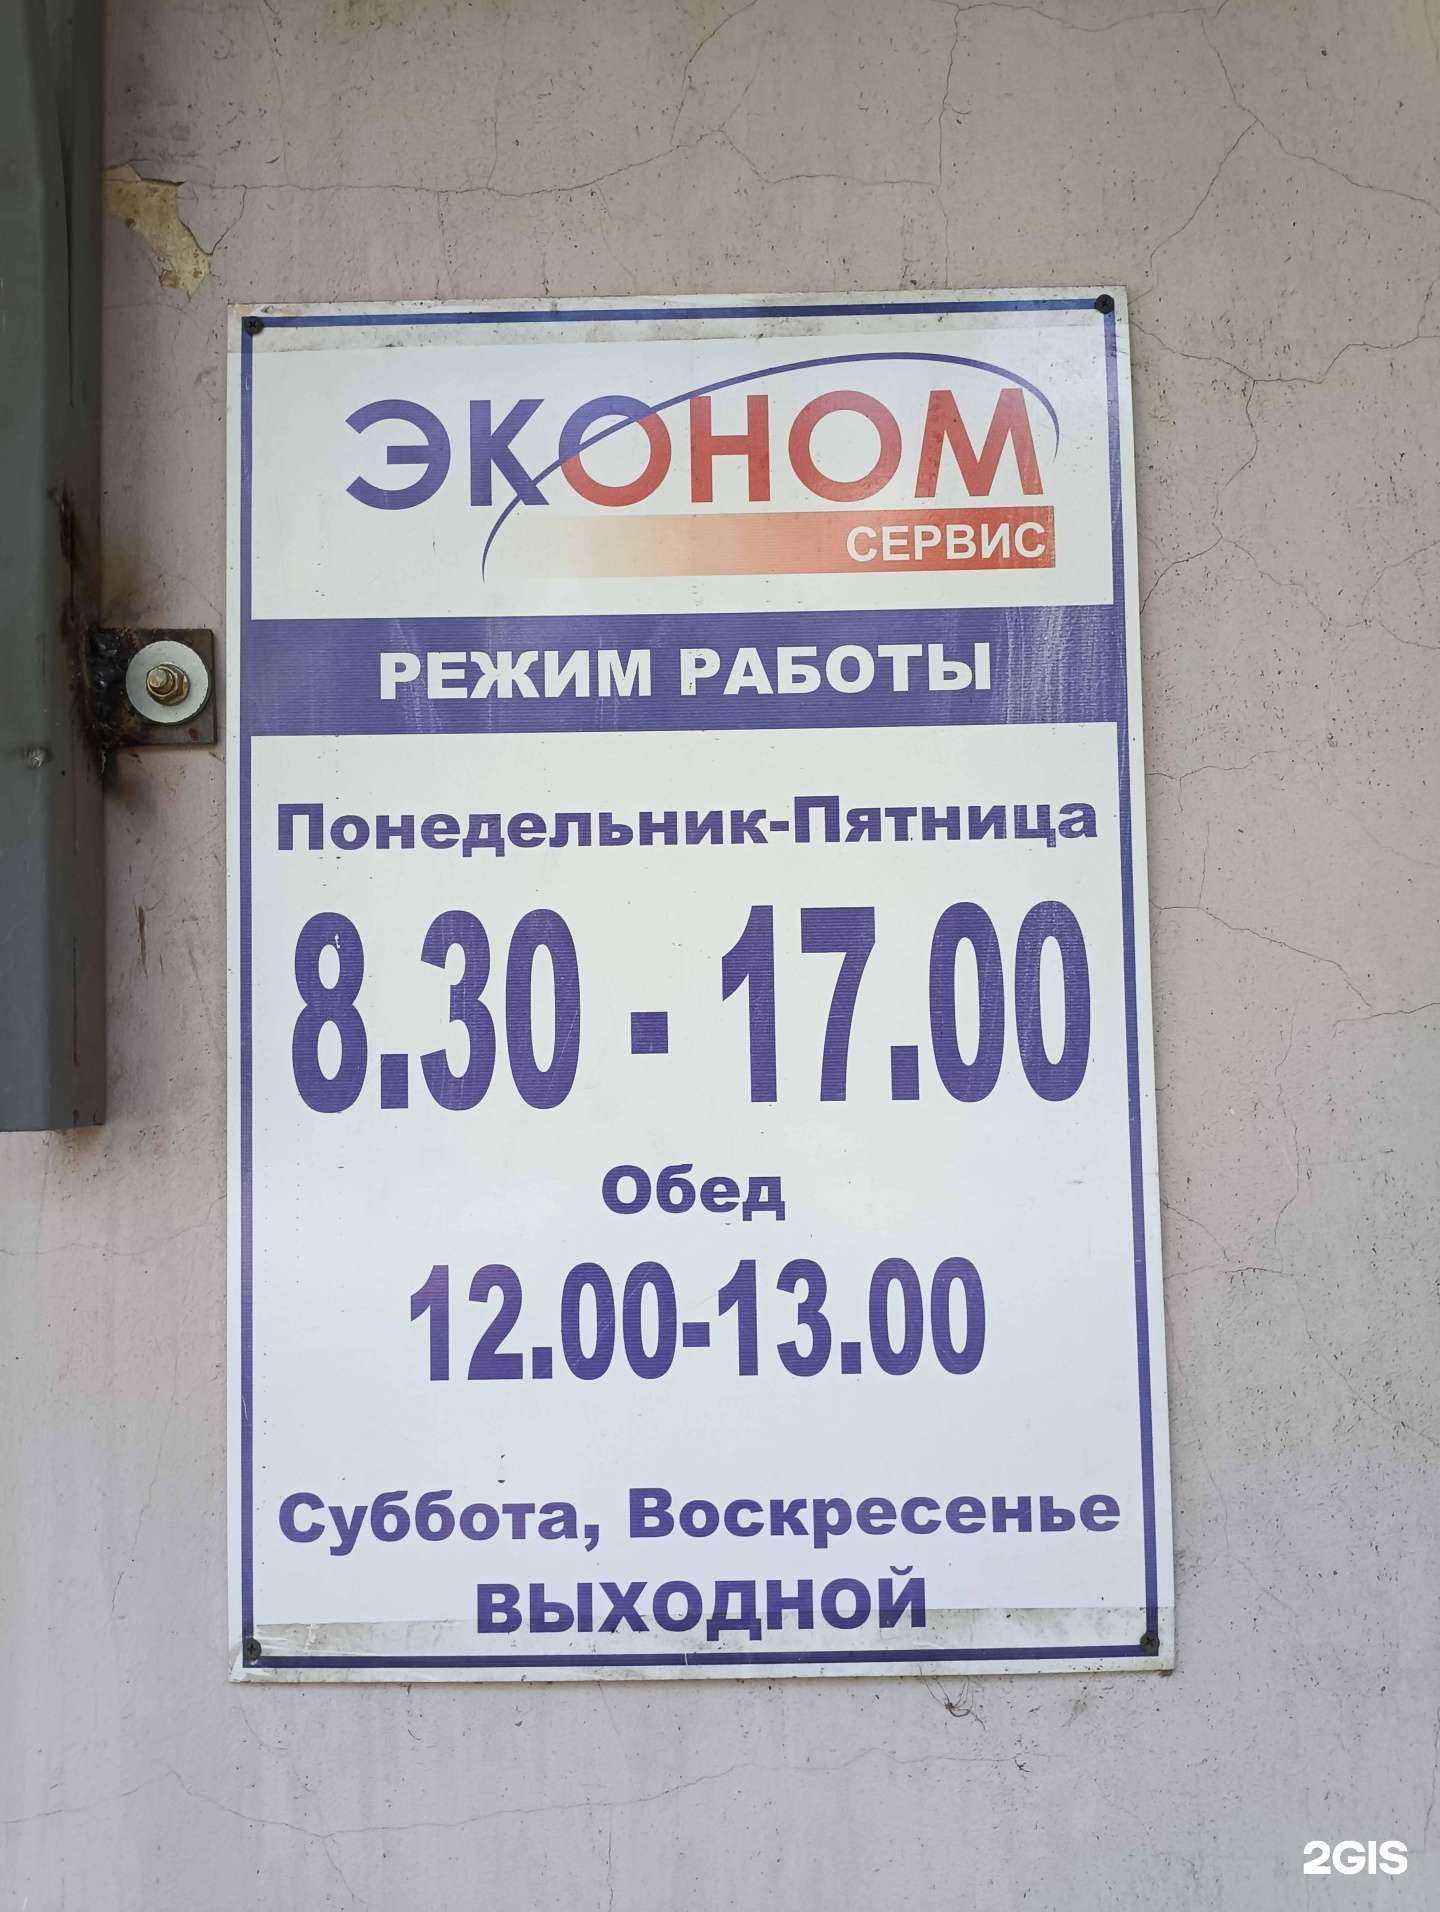 ЭКОНОМ
СЕРВИС
РЕЖИМ РАБОТЫ
Понедельник-Пятница
8.30 - 17.00
Обед
12.00-13.00
Суббота, Воскресенье
ВЫХОДНОЙ
2GIS